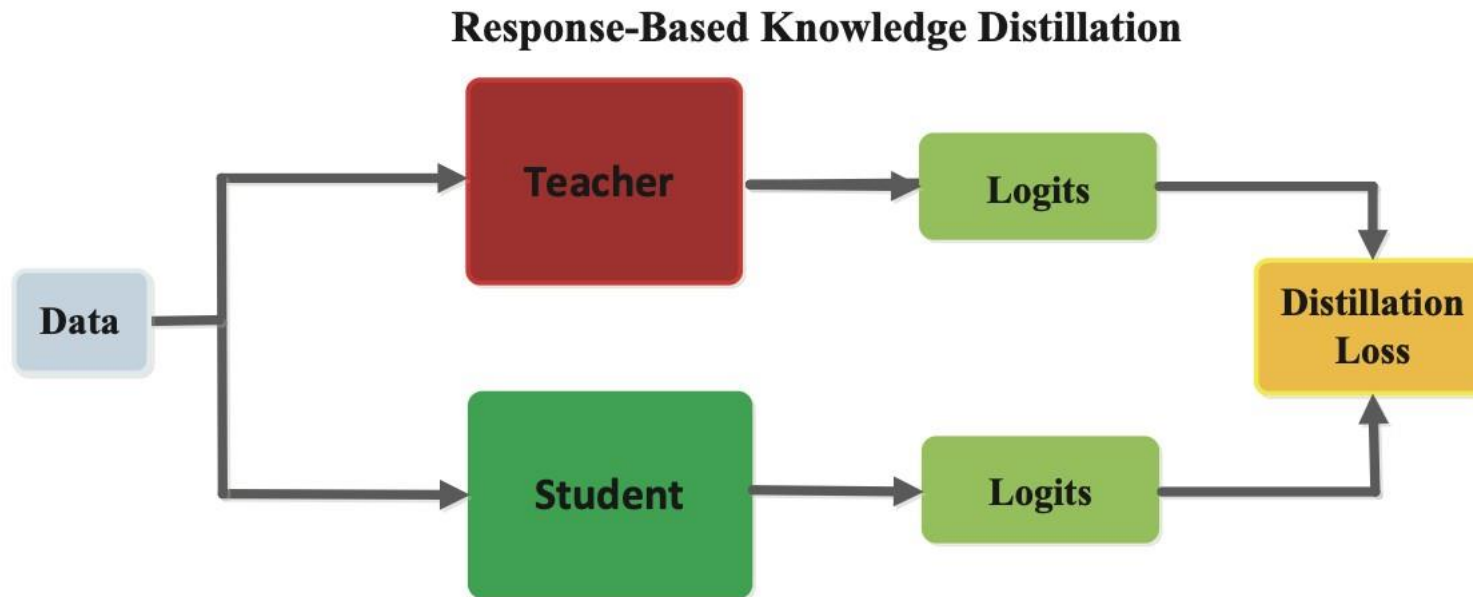 Response-Based Knowledge Distillation
Teacher
Logits
Data
Distillation
Loss
Student
Logits